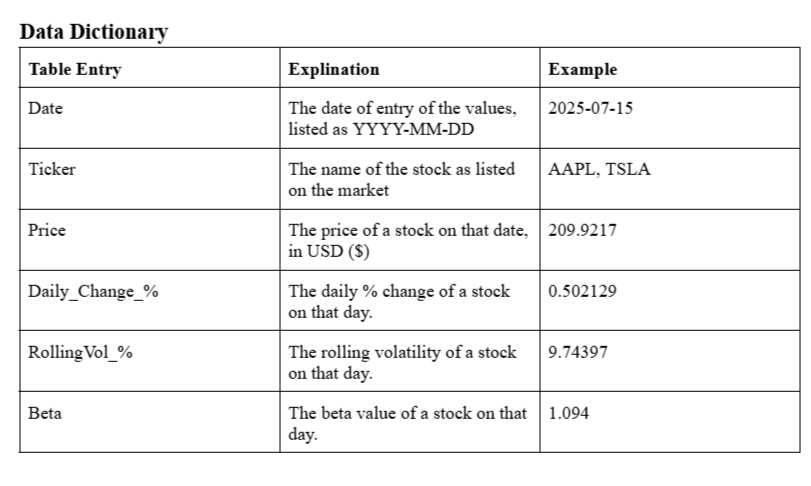 Data Dictionary
Table Entry Explination Example
Date The date of entry of the values, 2025-07-15
listed as YYYY-MM-DD
Ticker The name of the stock as listed AAPL, TSLA
on the market
Price The price of a stock on that date, 209.9217
in USD ($)
Daily_Change_% The daily % change of a stock 0.502129
on that day.
RollingVol_% The rolling volatility of a stock 9.74397
on that day.
Beta The beta value of a stock on that 1.094
day.